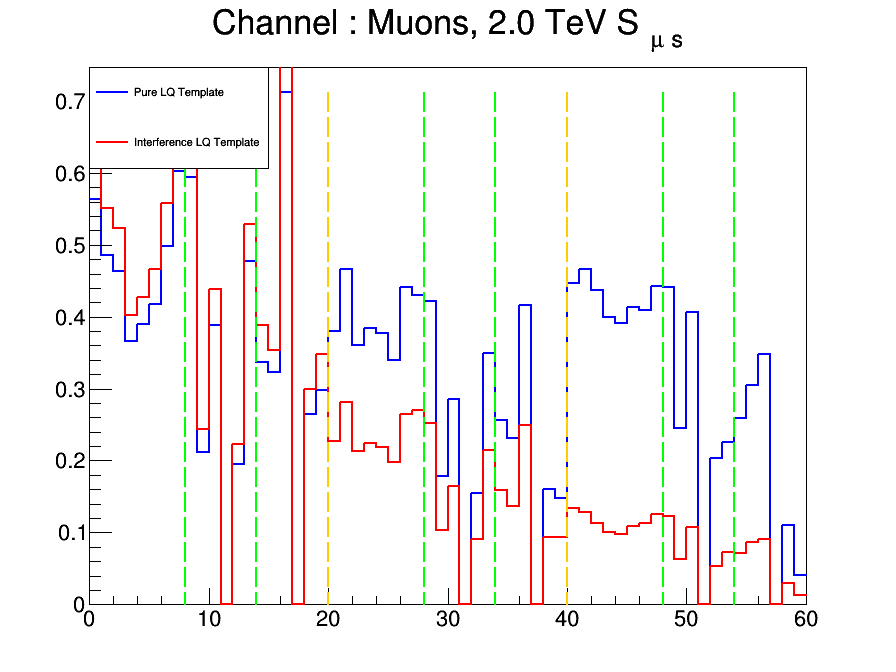 Channel : Muons, 2.0 TeV S μ s
Pure LQ Template
Interference LQ Template
0.7
0.6
0.5
0.4
0.3
0.2
0.1
0
0 10 20 30 40 50 60